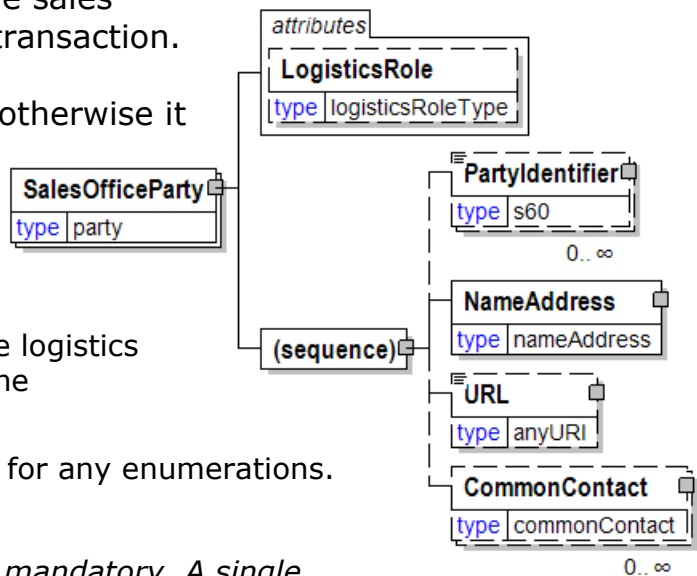 e sales
transaction.
otherwise it
e logistics
ne
for any enumerations.
mandatory. A single
attributes
LogisticsRole
type logisticsRoleType
SalesOfficeParty
type party
(sequence)
PartyIdentifier
type s60
0.. ∞
NameAddress
type nameAddress
URL
type anyURI
CommonContact
type commonContact
0.. ∞